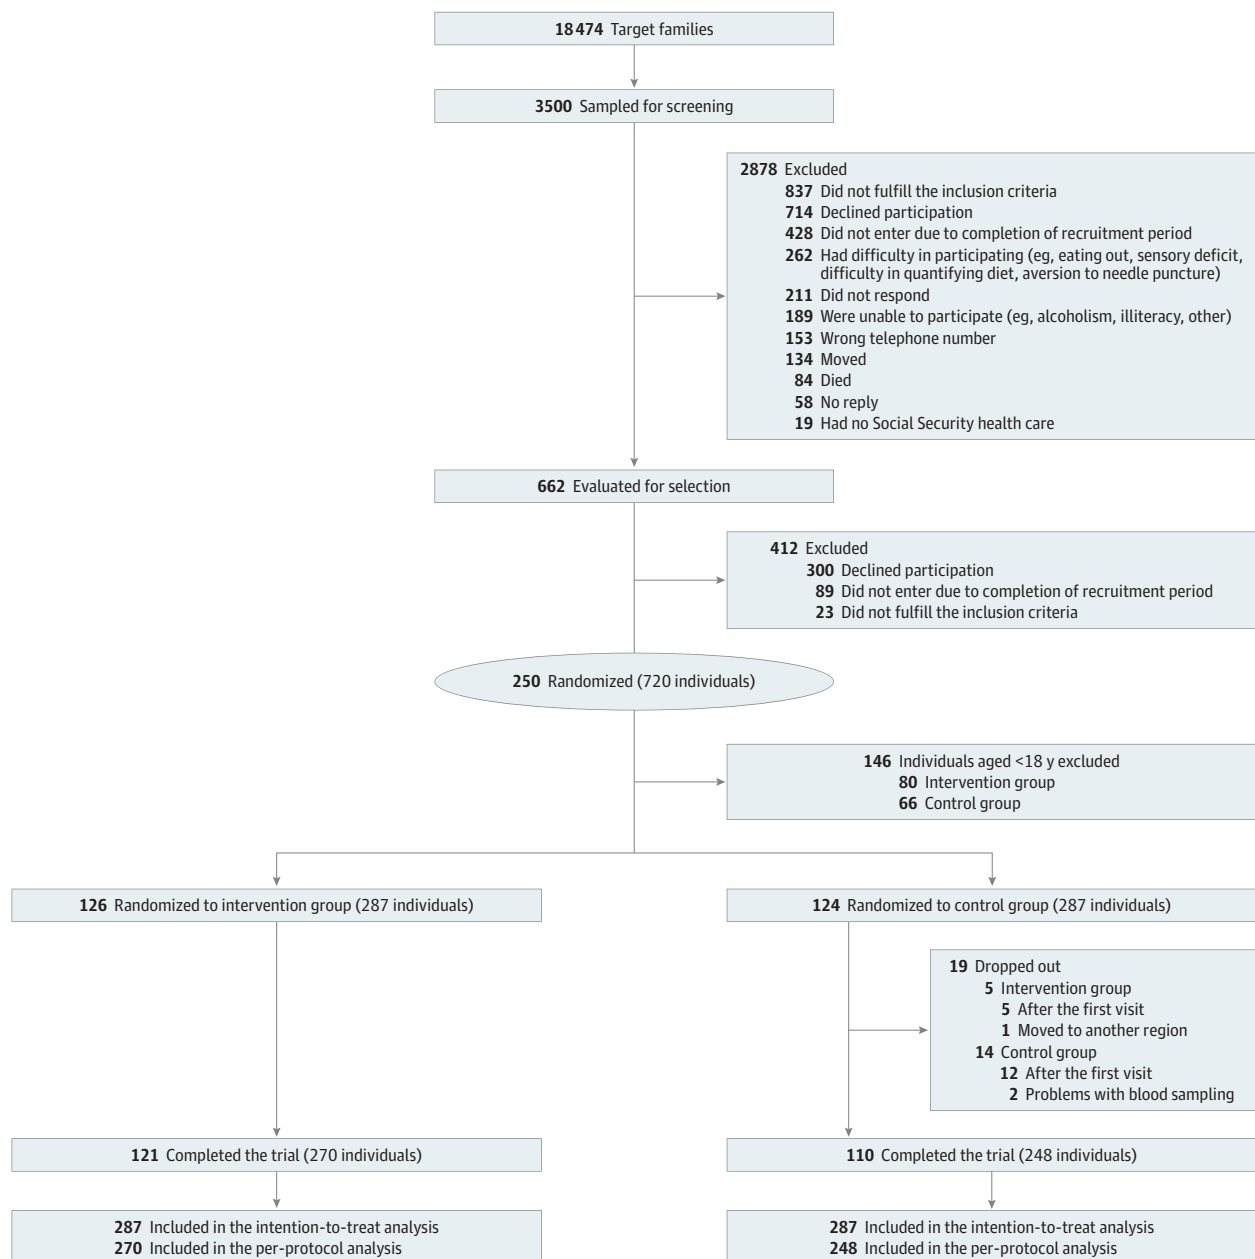 18 474 Target families
3500 Sampled for screening
2878 Excluded
837 Did not fulfill the inclusion criteria
714 Declined participation
428 Did not enter due to completion of recruitment period
262 Had difficulty in participating (eg, eating out, sensory deficit,
difficulty in quantifying diet, aversion to needle puncture)
211 Did not respond
189 Were unable to participate (eg, alcoholism, illiteracy, other)
153 Wrong telephone number
134 Moved
84 Died
58 No reply
19 Had no Social Security health care
662 Evaluated for selection
412 Excluded
300 Declined participation
89 Did not enter due to completion of recruitment period
23 Did not fulfill the inclusion criteria
250 Randomized (720 individuals)
146 Individuals aged <18 y excluded
80 Intervention group
66 Control group
126 Randomized to intervention group (287 individuals)
124 Randomized to control group (287 individuals)
19 Dropped out
5 Intervention group
5 After the first visit
1 Moved to another region
14 Control group
12 After the first visit
2 Problems with blood sampling
121 Completed the trial (270 individuals)
110 Completed the trial (248 individuals)
287 Included in the intention-to-treat analysis
270 Included in the per-protocol analysis
287 Included in the intention-to-treat analysis
248 Included in the per-protocol analysis